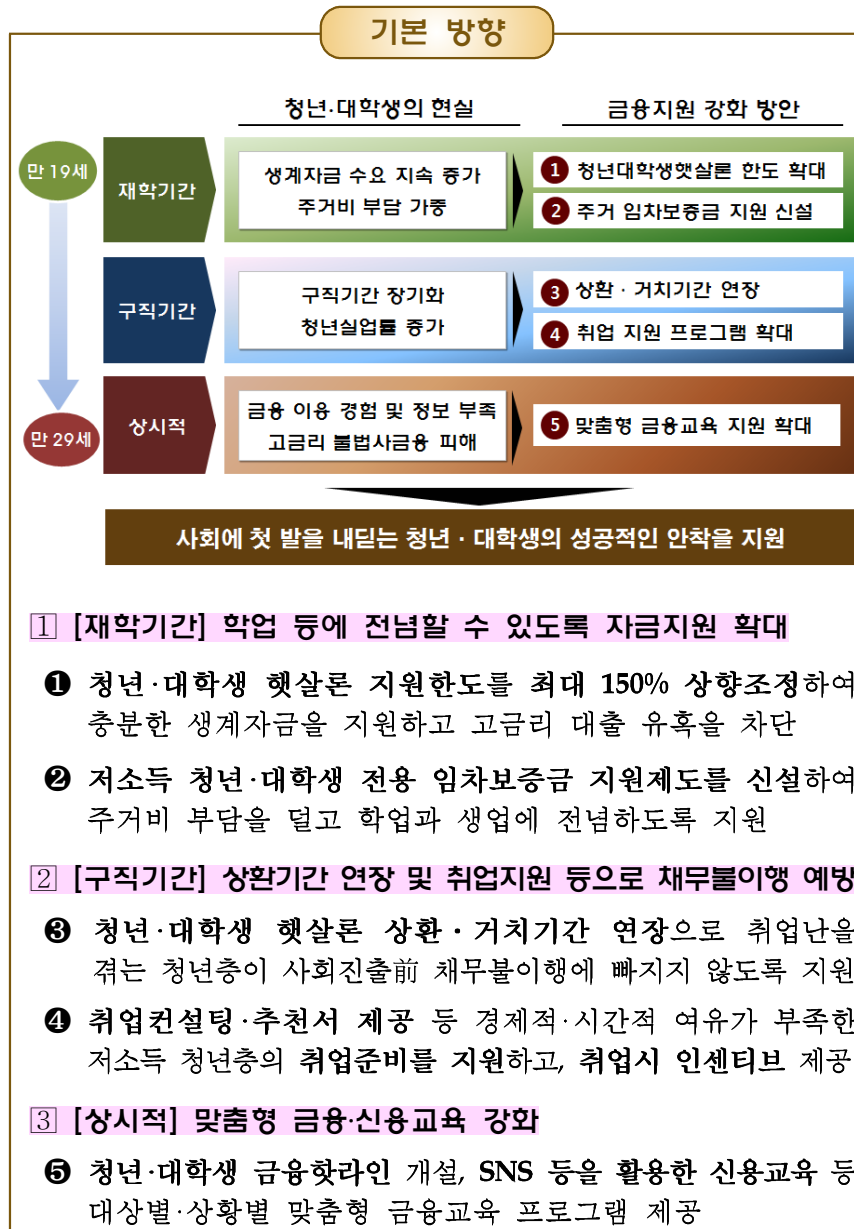 기본 방향
청년·대학생의 현실
금융지원 강화 방안
만 19세
재학기간
생계자금 수요 지속 증가
주거비 부담 가중
1 청년대학생햇살론 한도 확대
2 주거 임차보증금 지원 신설
구직기간
구직기간 장기화
청년실업률 증가
3 상환 · 거치기간 연장
4 취업 지원 프로그램 확대
만 29세
상시적
금융 이용 경험 및 정보 부족
고금리 불법사금융 피해
5 맞춤형 금융교육 지원 확대
사회에 첫 발을 내딛는 청년 · 대학생의 성공적인 안착을 지원
1 [재학기간] 학업 등에 전념할 수 있도록 자금지원 확대
❶ 청년·대학생 햇살론 지원한도를 최대 150% 상향조정하여
충분한 생계자금을 지원하고 고금리 대출 유혹을 차단
❷ 저소득 청년·대학생 전용 임차보증금 지원제도를 신설하여
주거비 부담을 덜고 학업과 생업에 전념하도록 지원
2 [구직기간] 상환기간 연장 및 취업지원 등으로 채무불이행 예방
❸ 청년·대학생 햇살론 상환·거치기간 연장으로 취업난을
겪는 청년층이 사회진출前 채무불이행에 빠지지 않도록 지원
❹ 취업컨설팅·추천서 제공 등 경제적·시간적 여유가 부족한
저소득 청년층의 취업준비를 지원하고, 취업시 인센티브 제공
3 [상시적] 맞춤형 금융·신용교육 강화
❺ 청년·대학생 금융핫라인 개설, SNS 등을 활용한 신용교육 등
대상별·상황별 맞춤형 금융교육 프로그램 제공